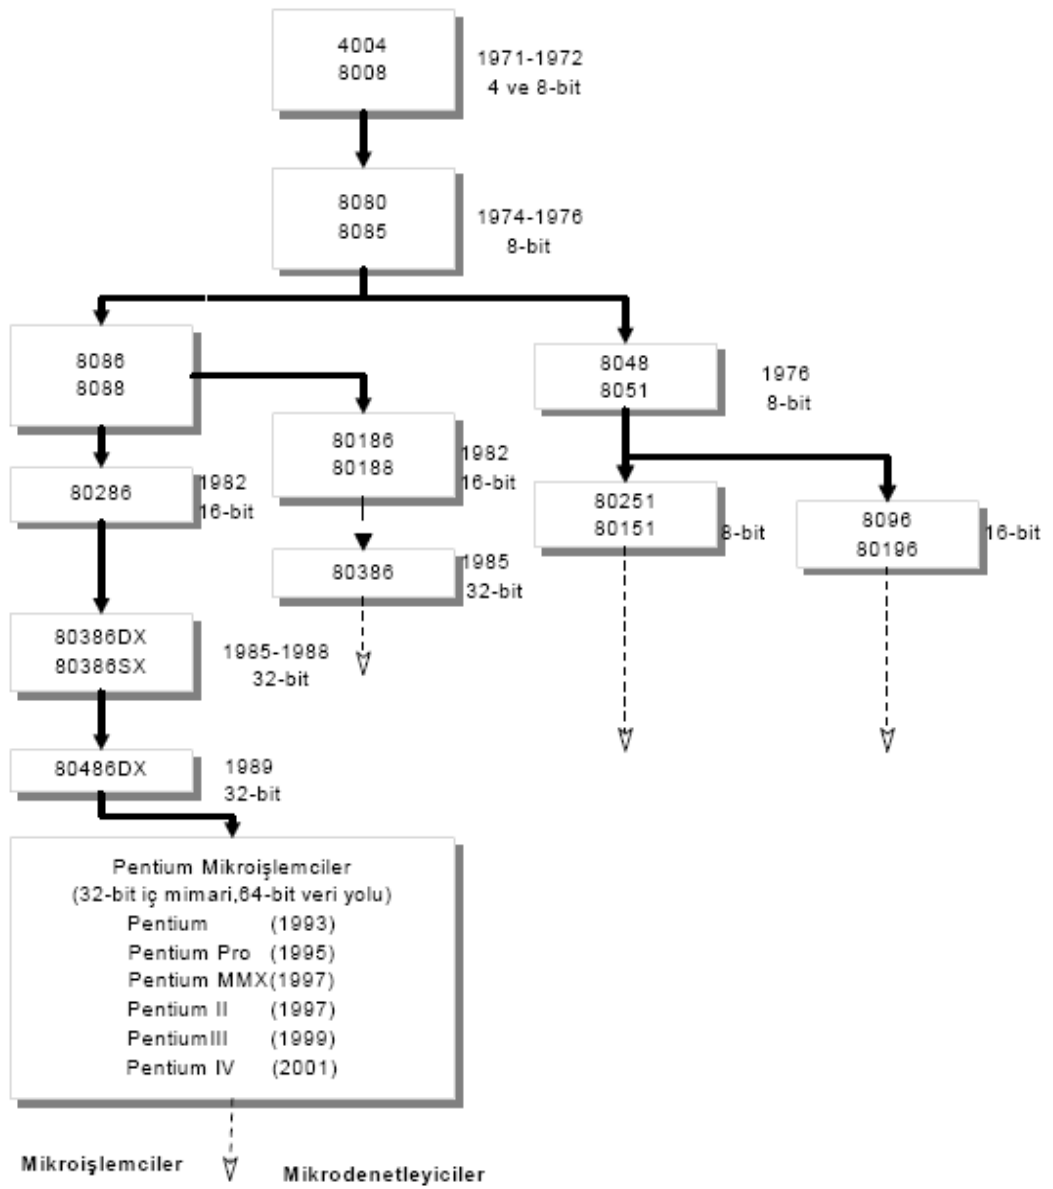 4004
8008
1971-1972
4 ve 8-bit
8080
8085
1974-1976
8-bit
8086
8088
8048
8051
1976
8-bit
80186
80188
1982
16-bit
80286
1982
16-bit
80251
80151
8-bit
8096
80196
16-bit
80386
1985
32-bit
80386DX
80386SX
1985-1988
32-bit
80486DX
1989
32-bit
Pentium Mikroişlemciler
(32-bit iç mimari,64-bit veri yolu)
Pentium (1993)
Pentium Pro (1995)
Pentium MMX(1997)
Pentium II (1997)
PentiumIII (1999)
Pentium IV (2001)
Mikroişlemciler
Mikrodenetleyiciler